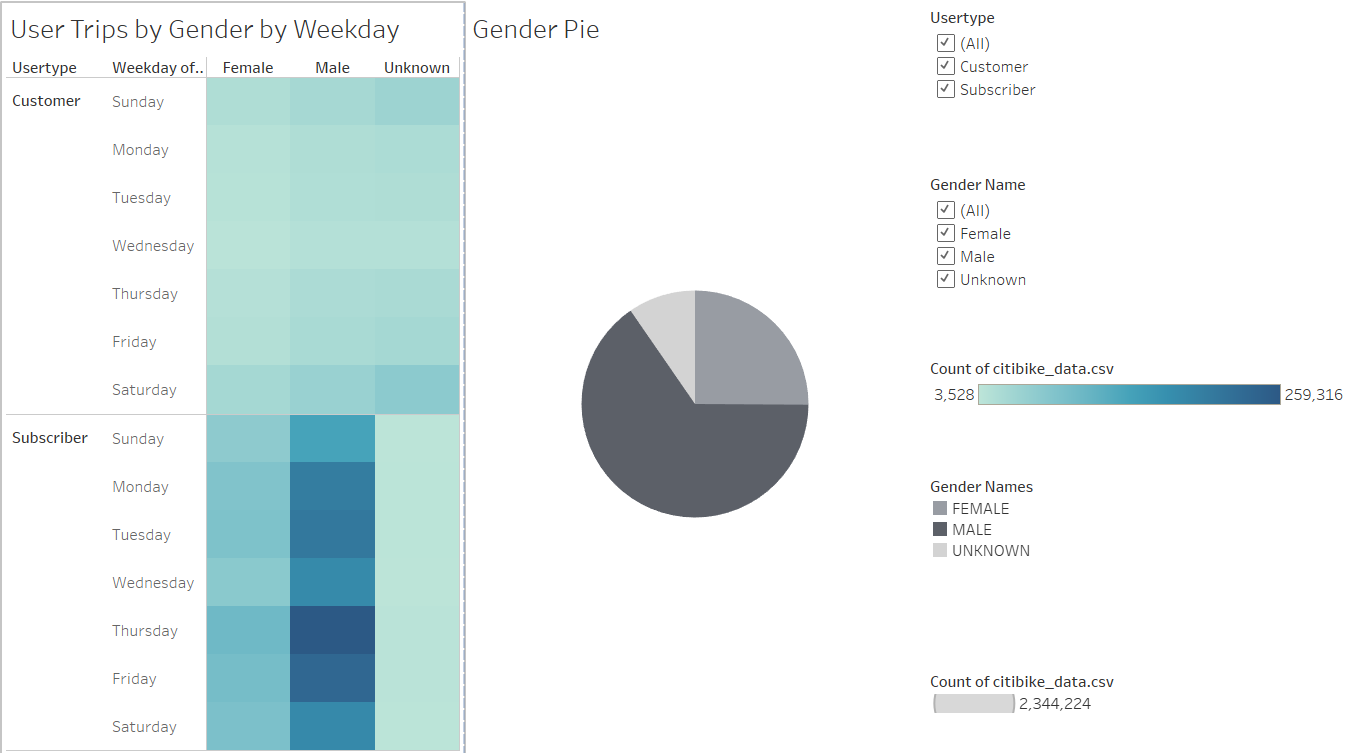 User Trips by Gender by Weekday
Usertype Weekday of.. Female Male Unknown
Customer Sunday
Monday
Tuesday
Wednesday
Thursday
Friday
Saturday
Subscriber Sunday
Monday
Tuesday
Wednesday
Thursday
Friday
Saturday
Gender Pie
Usertype
(All)
Customer
Subscriber
Gender Name
(All)
Female
Male
Unknown
Count of citibike_data.csv
3,528 259,316
Gender Names
FEMALE
MALE
UNKNOWN
Count of citibike_data.csv
2,344,224